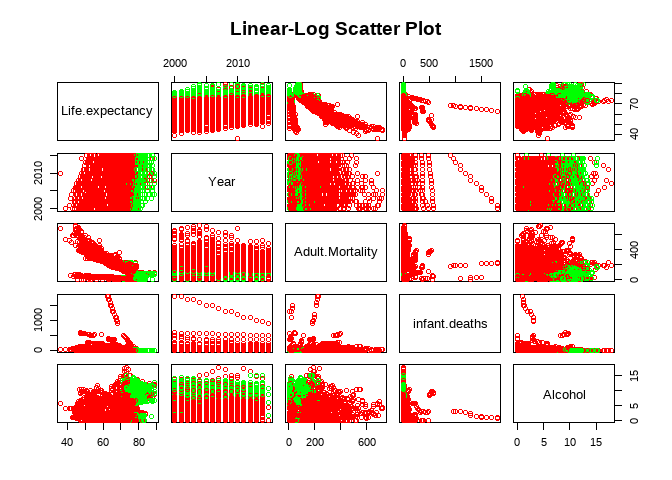 Linear-Log Scatter Plot
2000 2010 0 500 1500
Life.expectancy 40 70
2000 2010 Year
Adult.Mortality 0 400
0 1000 infant.deaths
Alcohol 0 5 15
40 60 80 0 200 600 0 5 10 15